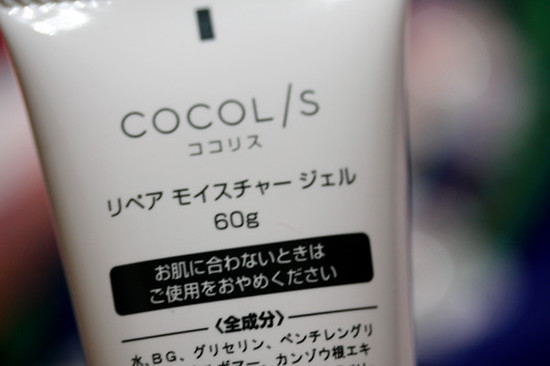 COCOL/S
ココリス
リペア モイスチャー ジェル
60g
お肌に合わないときは
ご使用をおやめください
〈全成分〉
水、BG、グリセリン、ペンチレングリ
カンゾウ根エキ